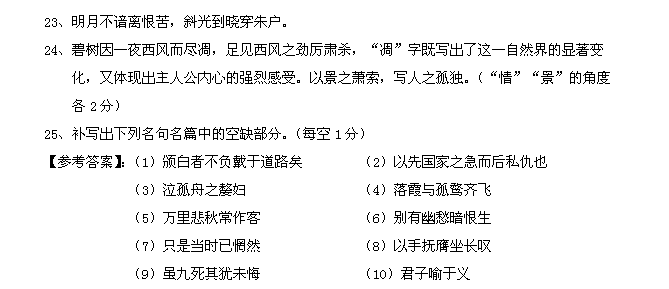 23、明月不谙离恨苦，斜光到晓穿朱户。
24、碧树因一夜西风而尽凋，足见西风之劲厉肃杀，“凋”字既写出了这一自然界的显著变
化，又体现出主人公内心的强烈感受。以景之萧索，写人之孤独。（“情”“景”的角度
各2分）
25、补写出下列名句名篇中的空缺部分。（每空1分）
【参考答案】：（1）颁白者不负戴于道路矣 （2）以先国家之急而后私仇也
（3）泣孤舟之嫠妇 （4）落霞与孤鹜齐飞
（5）万里悲秋常作客 （6）别有幽愁暗恨生
（7）只是当时已惘然 （8）以手抚膺坐长叹
（9）虽九死其犹未悔 （10）君子喻于义